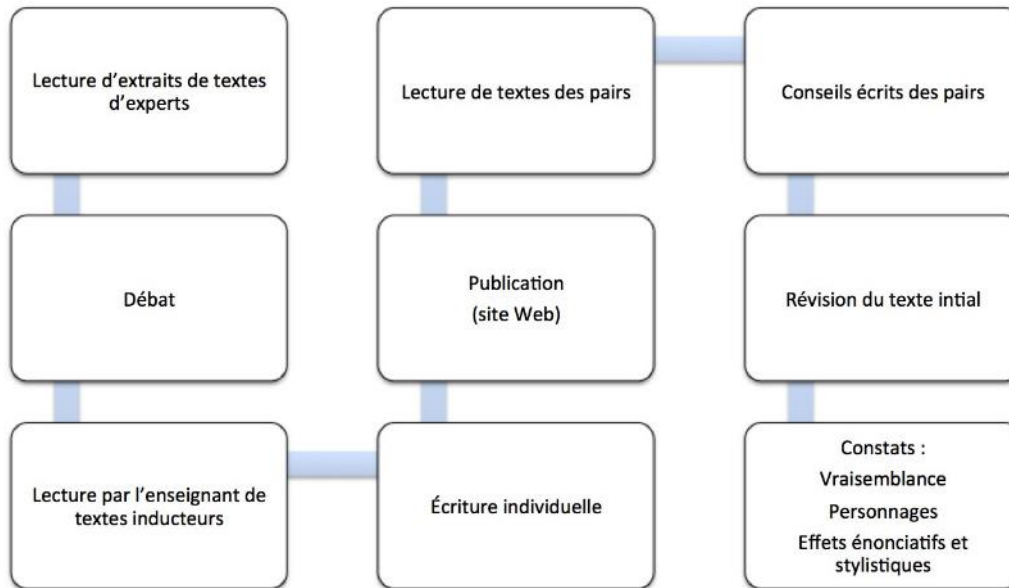 Lecture d’extraits de textes
d’experts
Débat
Lecture par l’enseignant de
textes inducteurs
Écriture individuelle
Publication
(site Web)
Lecture de textes des pairs
Conseils écrits des pairs
Révision du texte intial
Constats :
Vraisemblance
Personnages
Effets énonciatifs et
stylistiques